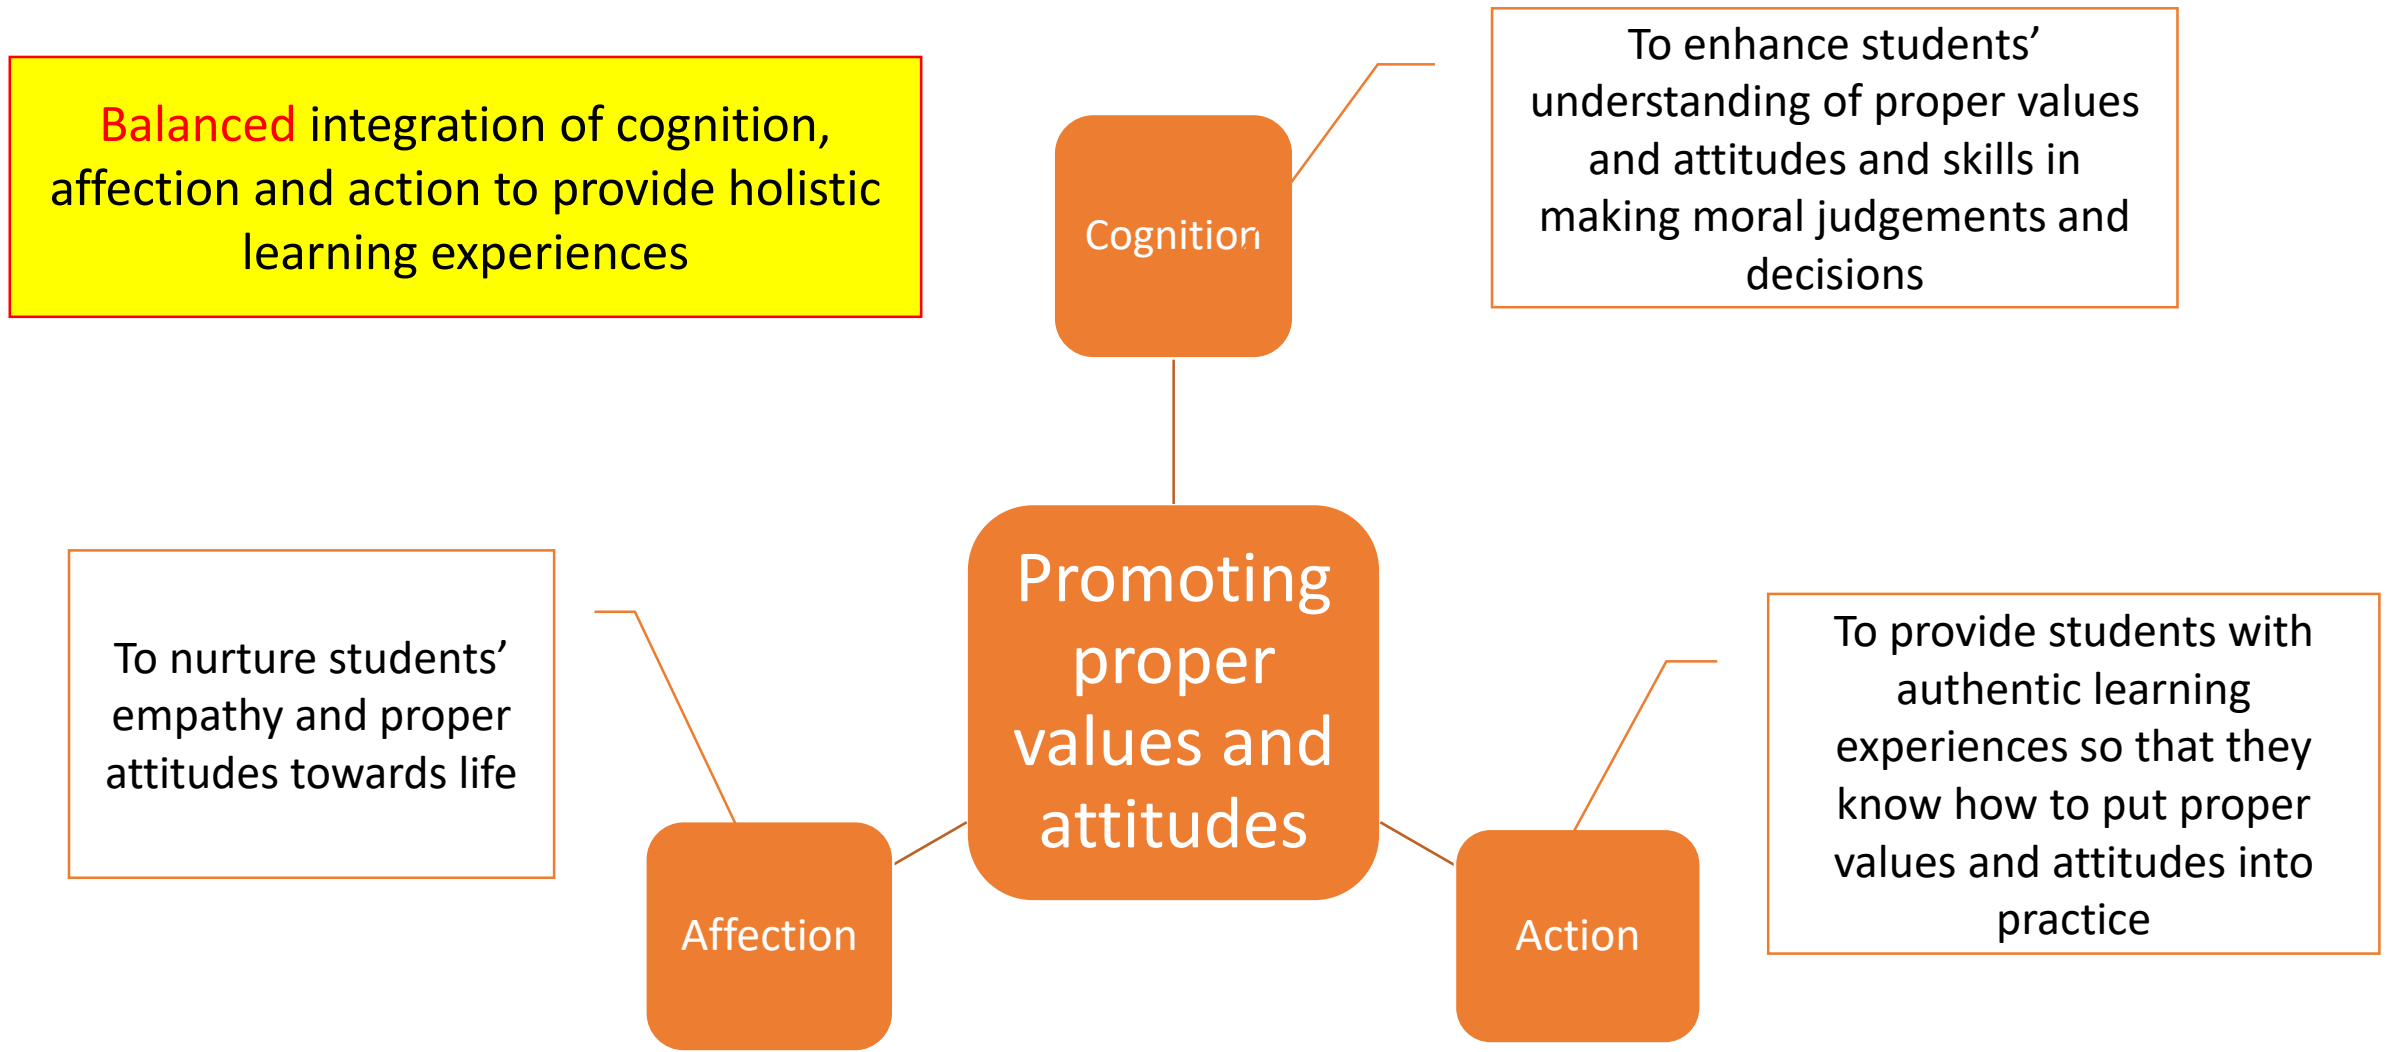 Balanced integration of cognition,
affection and action to provide holistic
learning experiences
To enhance students’
understanding of proper values
and attitudes and skills in
making moral judgements and
decisions
Cognition
Promoting
proper
values and
attitudes
To nurture students’
empathy and proper
attitudes towards life
To provide students with
authentic learning
experiences so that they
know how to put proper
values and attitudes into
practice
Affection
Action